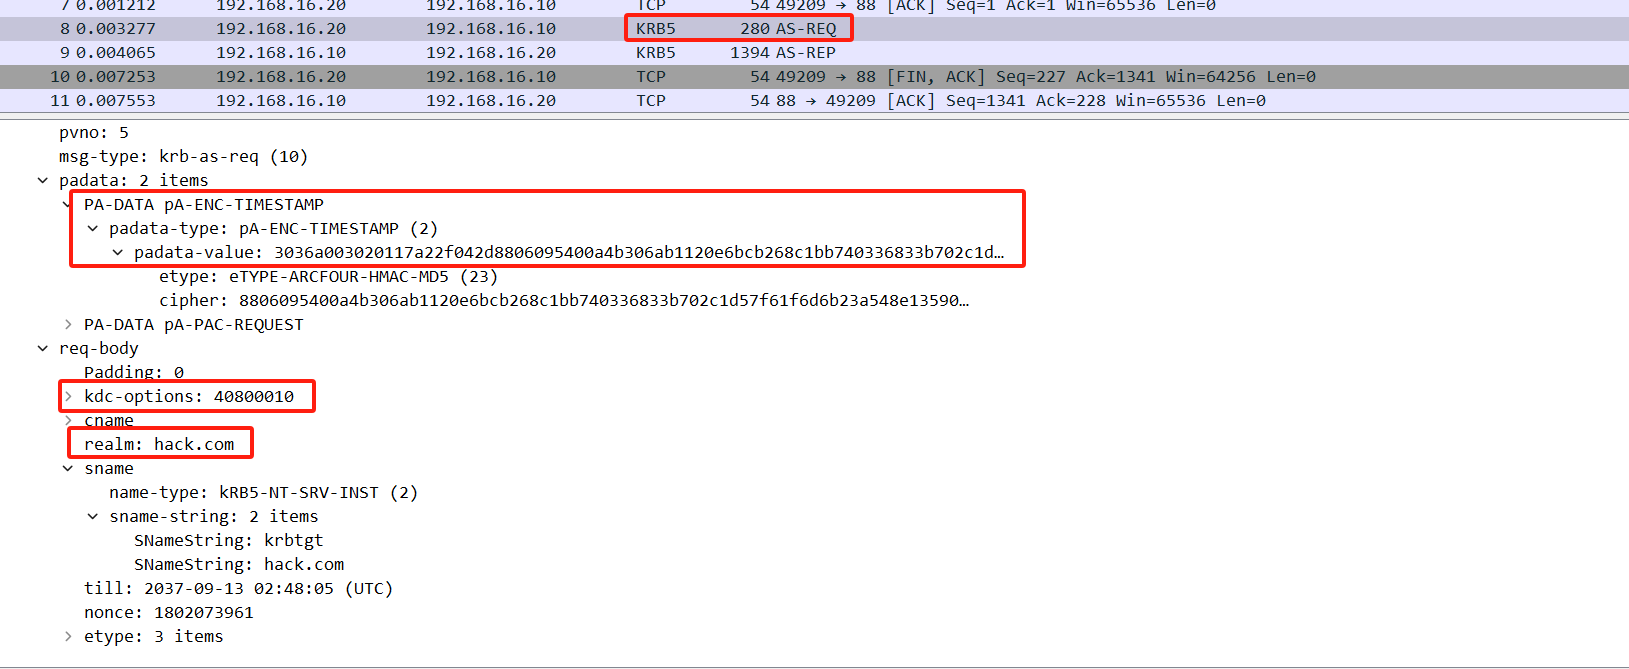 7 0.001212 192.168.16.20 192.168.16.10 TCP 54 49209 → 88 [ACK] Seq=1 Ack=1 Win=65536 Len=0
8 0.003277 192.168.16.20 192.168.16.10 KRB5 280 AS-REQ
9 0.004065 192.168.16.10 192.168.16.20 KRB5 1394 AS-REP
10 0.007253 192.168.16.20 192.168.16.10 TCP 54 49209 → 88 [FIN, ACK] Seq=227 Ack=1341 Win=64256 Len=0
11 0.007553 192.168.16.10 192.168.16.20 TCP 54 88 → 49209 [ACK] Seq=1341 Ack=228 Win=65536 Len=0
pvno: 5
msg-type: krb-as-req (10)
padata: 2 items
PA-DATA pA-ENC-TIMESTAMP
padata-type: pA-ENC-TIMESTAMP (2)
padata-value: 3036a003020117a22f042d8806095400a4b306ab1120e6bcb268c1bb740336833b702c1d…
etype: eTYPE-ARCFOUR-HMAC-MD5 (23)
cipher: 8806095400a4b306ab1120e6bcb268c1bb740336833b702c1d57f61f6d6b23a548e13590…
PA-DATA pA-PAC-REQUEST
req-body
Padding: 0
kdc-options: 40800010
cname
realm: hack.com
sname
name-type: kRB5-NT-SRV-INST (2)
sname-string: 2 items
SNameString: krbtgt
SNameString: hack.com
till: 2037-09-13 02:48:05 (UTC)
nonce: 1802073961
etype: 3 items